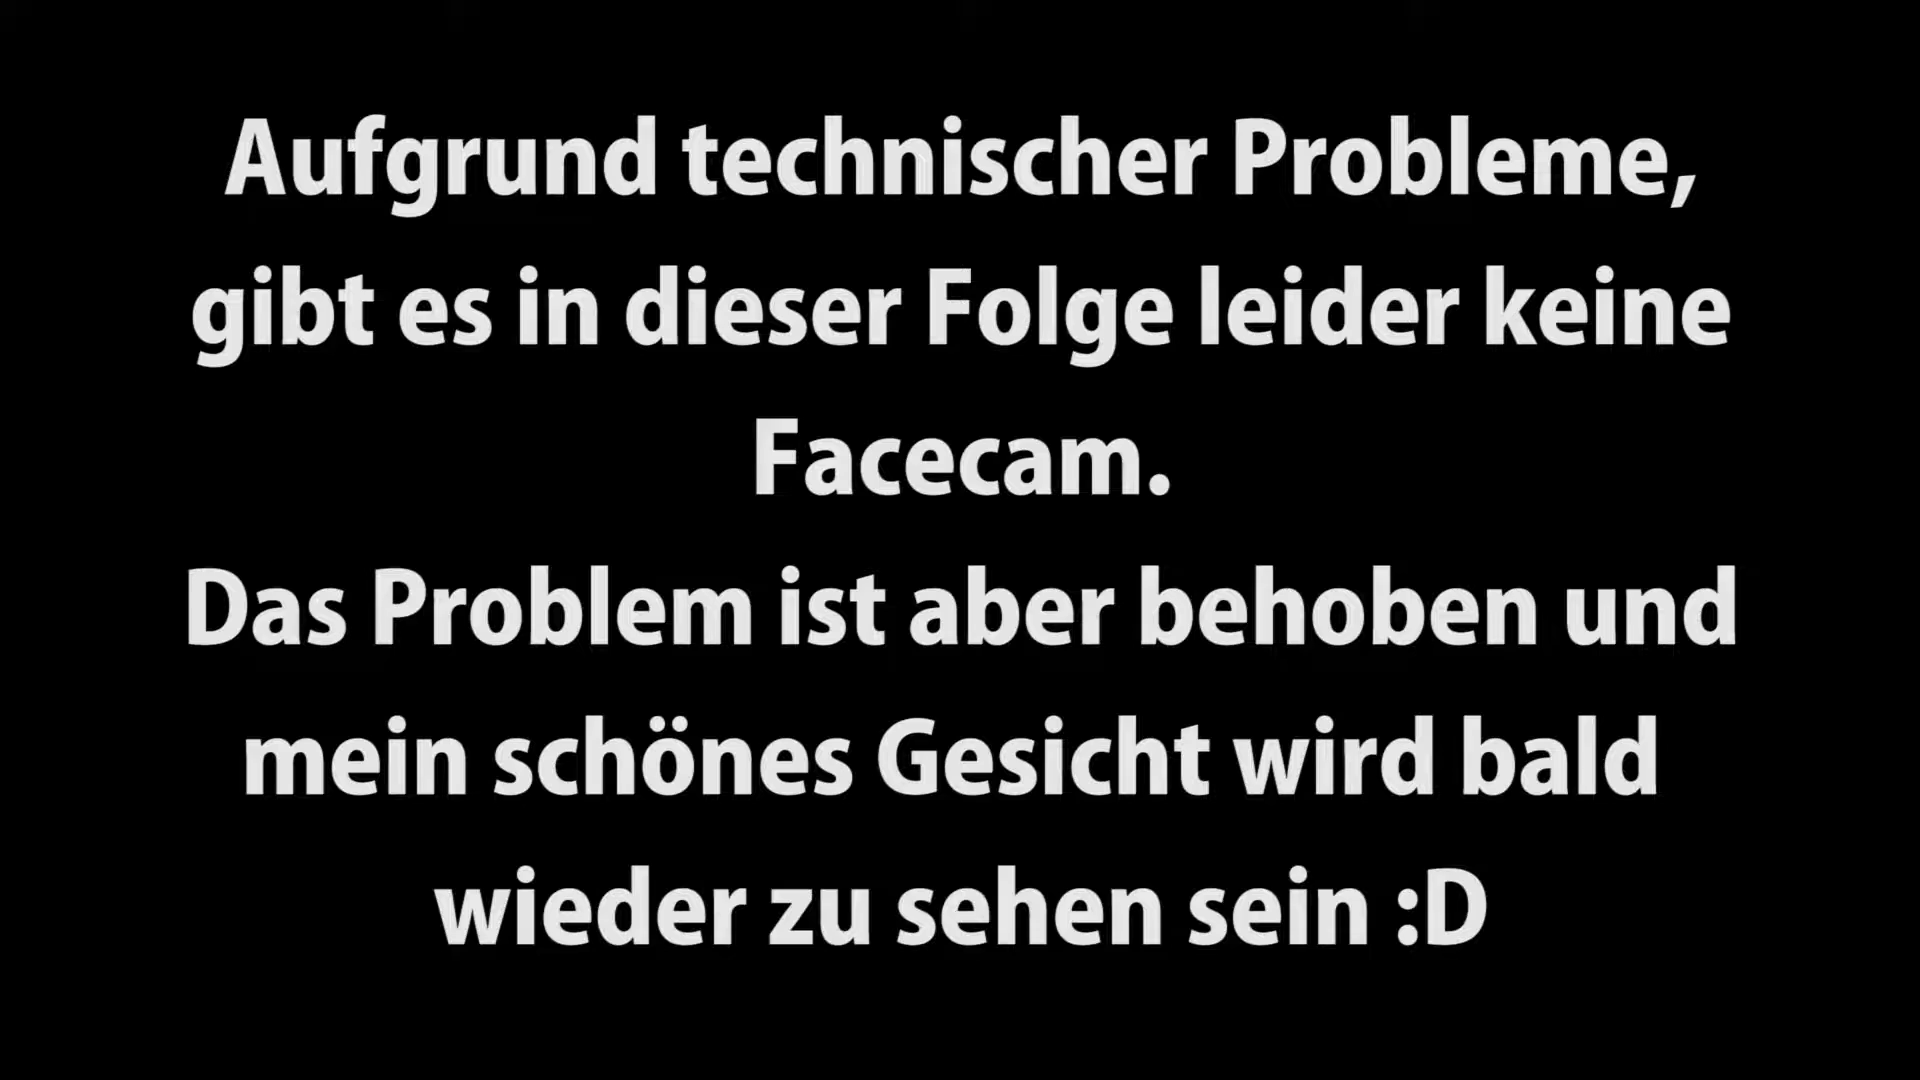 Aufgrund technischer Probleme,
gibt es in dieser Folge leider keine
Facecam.
Das Problem ist aber behoben und
mein schönes Gesicht wird bald
wieder zu sehen sein :D